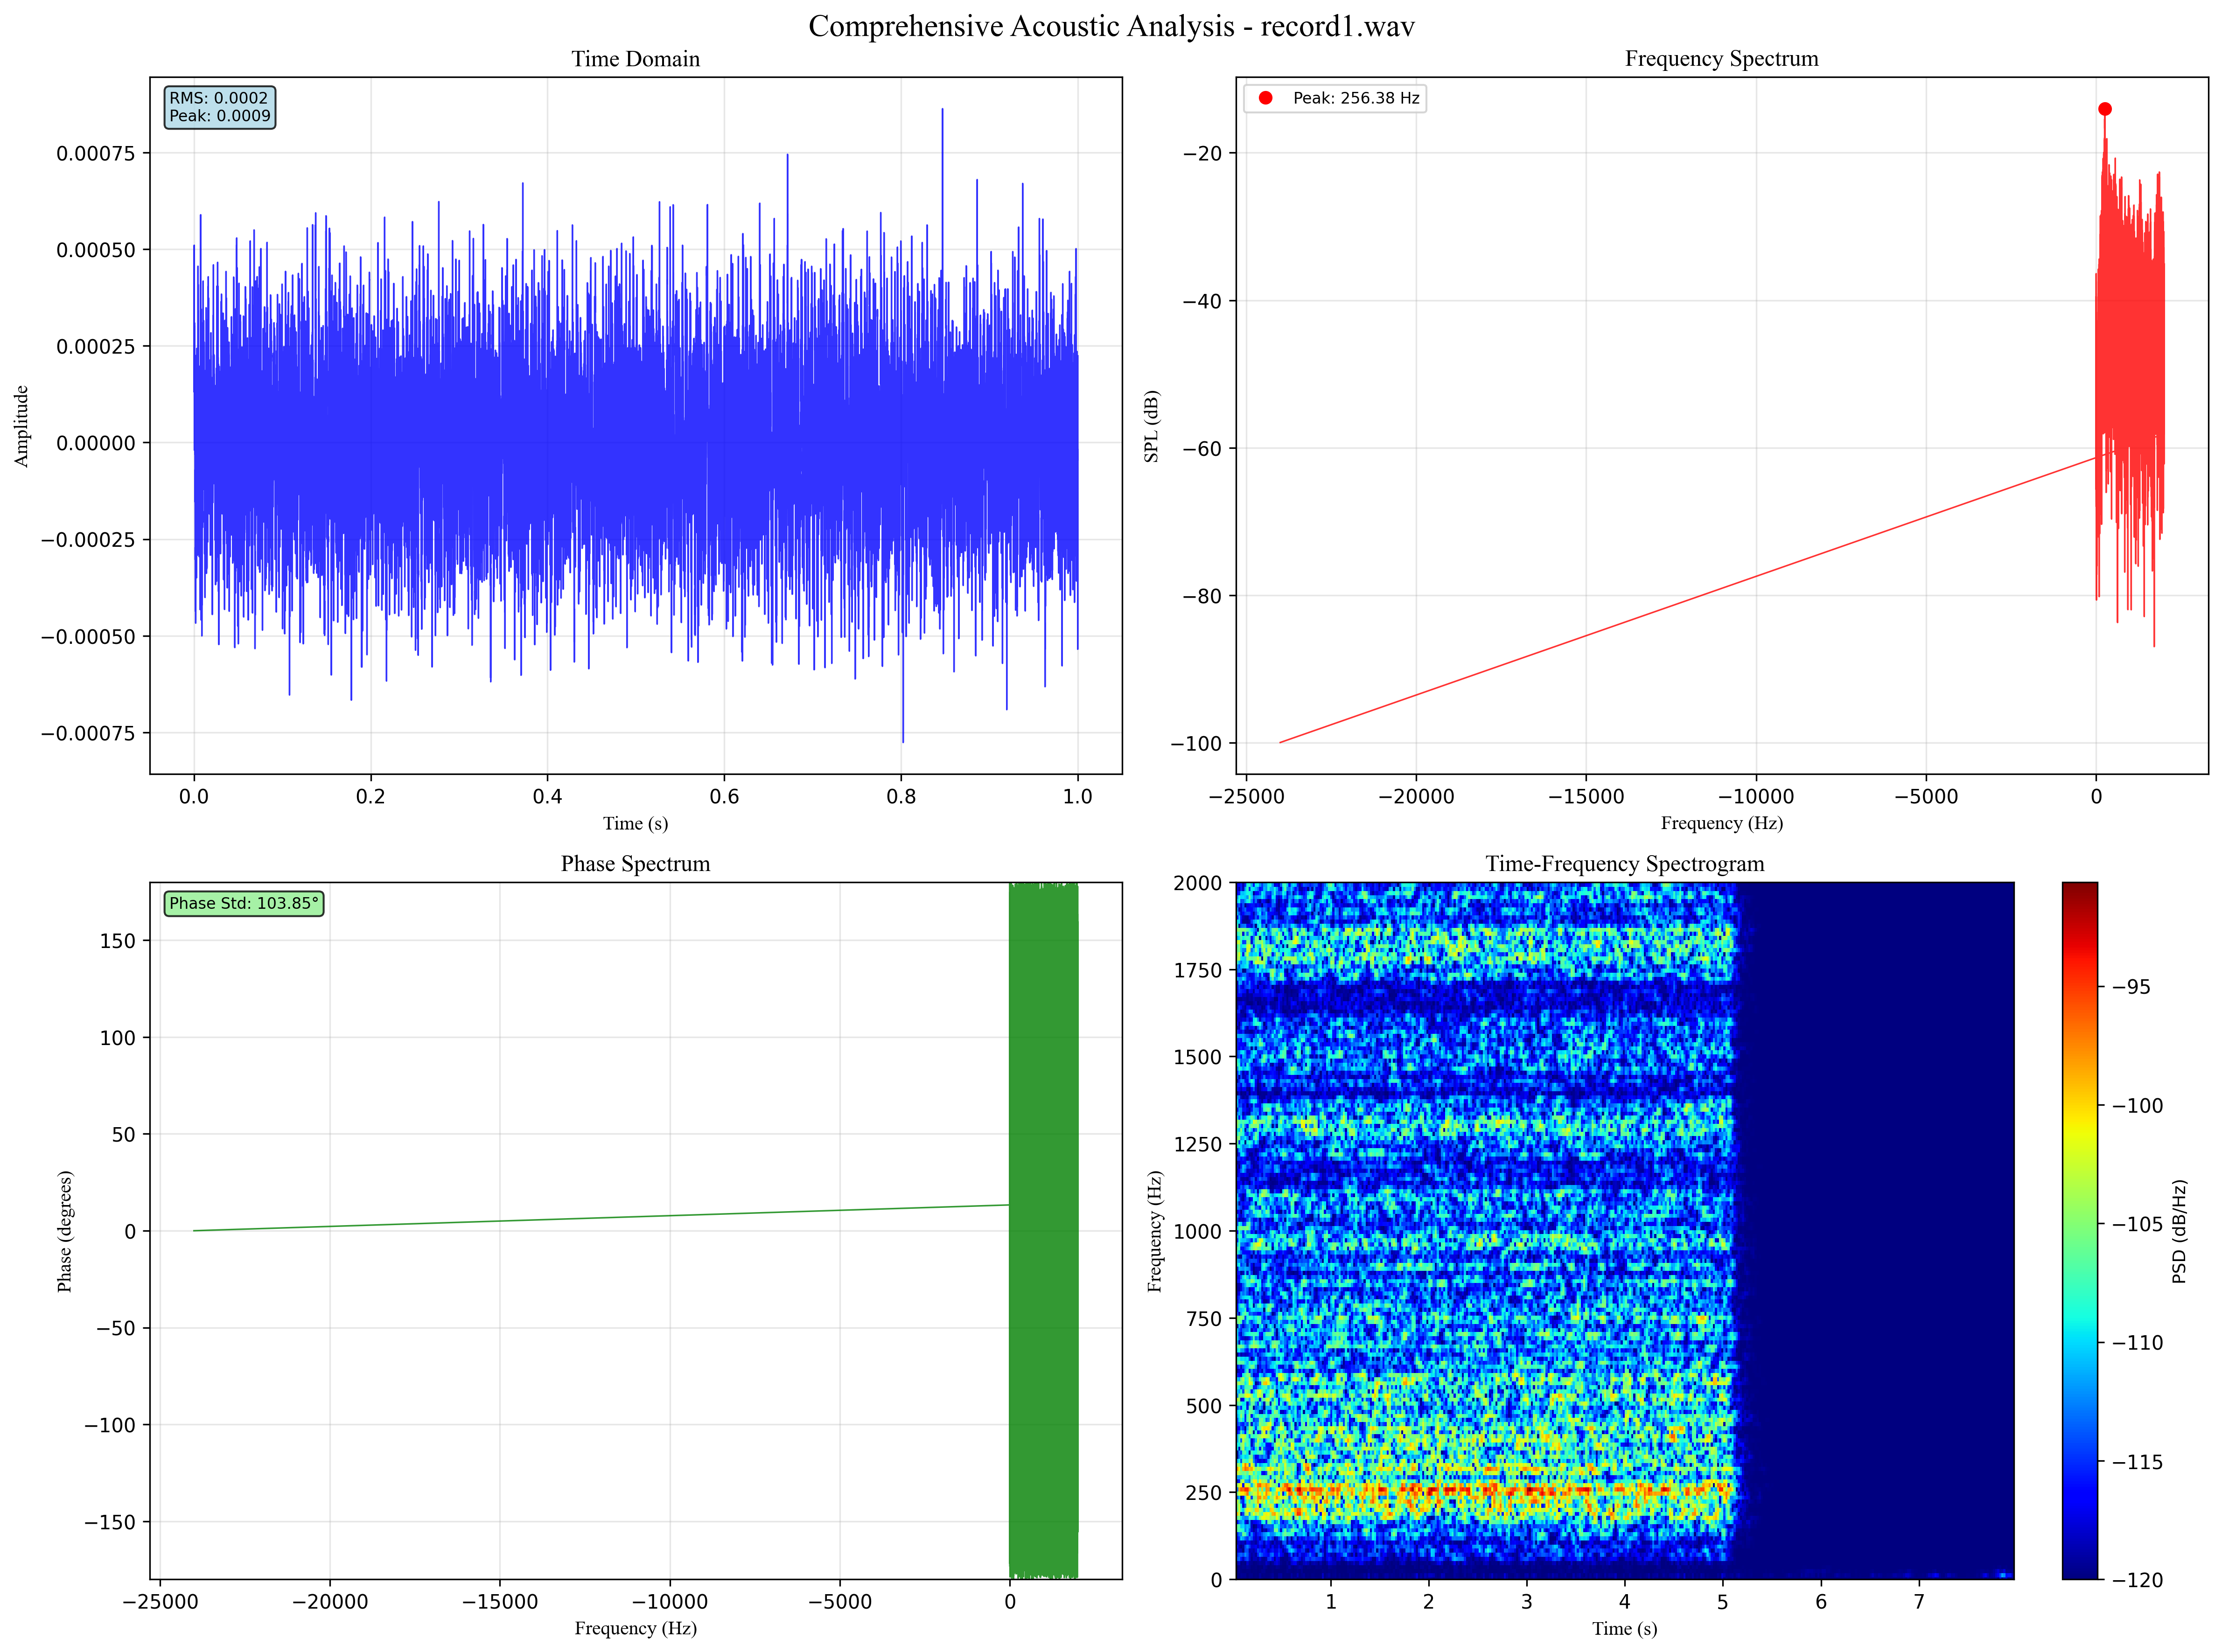 Comprehensive Acoustic Analysis - record1.wav
Time Domain
RMS: 0.0002
Peak: 0.0009
0.00075
0.00050
0.00025
0.00000
−0.00025
−0.00050
−0.00075
Amplitude
0.0 0.2 0.4 0.6 0.8 1.0
Time (s)
Frequency Spectrum
Peak: 256.38 Hz
−20
−40
−60
−80
−100
SPL (dB)
−25000 −20000 −15000 −10000 −5000 0
Frequency (Hz)
Phase Spectrum
Phase Std: 103.85°
150
100
50
0
−50
−100
−150
Phase (degrees)
−25000 −20000 −15000 −10000 −5000 0
Frequency (Hz)
Time-Frequency Spectrogram
2000
1750
1500
1250
1000
750
500
250
0
Frequency (Hz)
1 2 3 4 5 6 7
Time (s)
−95
−100
−105
−110
−115
−120
PSD (dB/Hz)